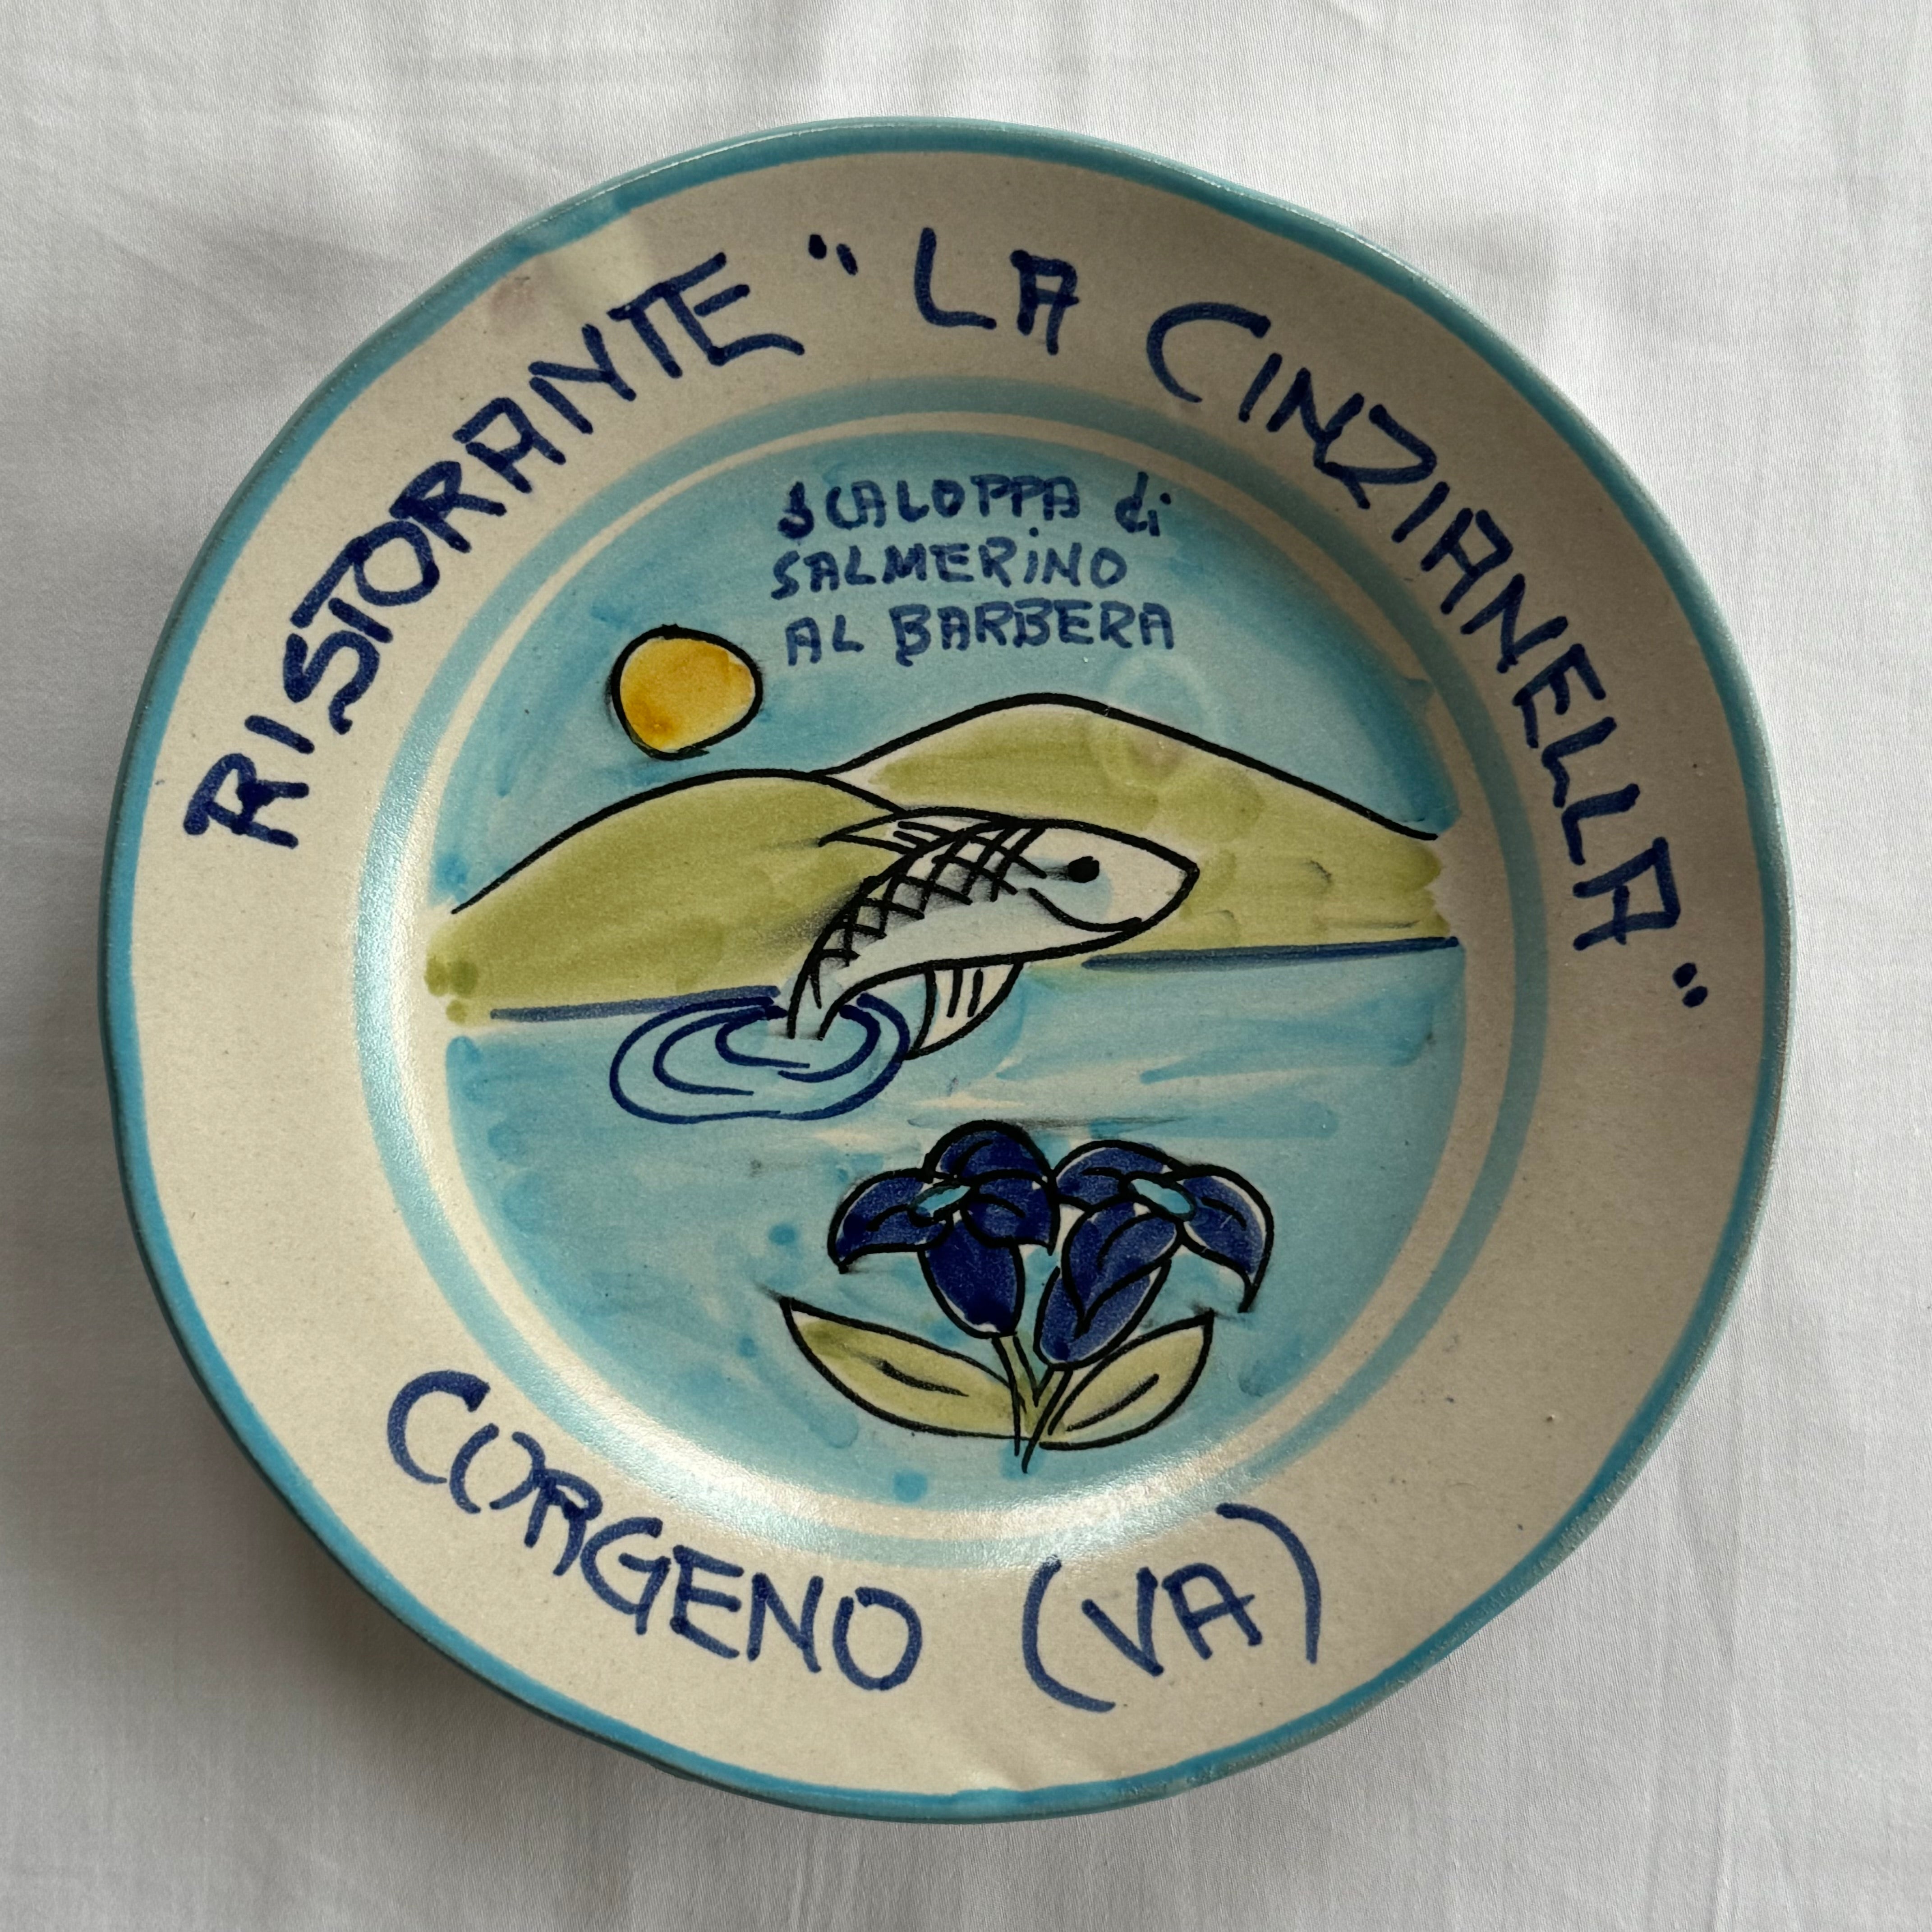 RISTORANTE "LA CINZIANELLA"
SCALOPPA di
SALMERiNO
AL BARBERA
CORGENO (VA)